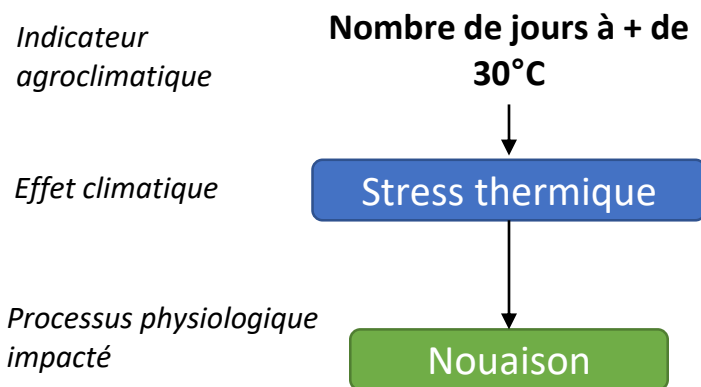 Indicateur
agroclimatique
Nombre de jours à + de
30°C
Effet climatique
Stress thermique
Processus physiologique
impacté
Nouaison